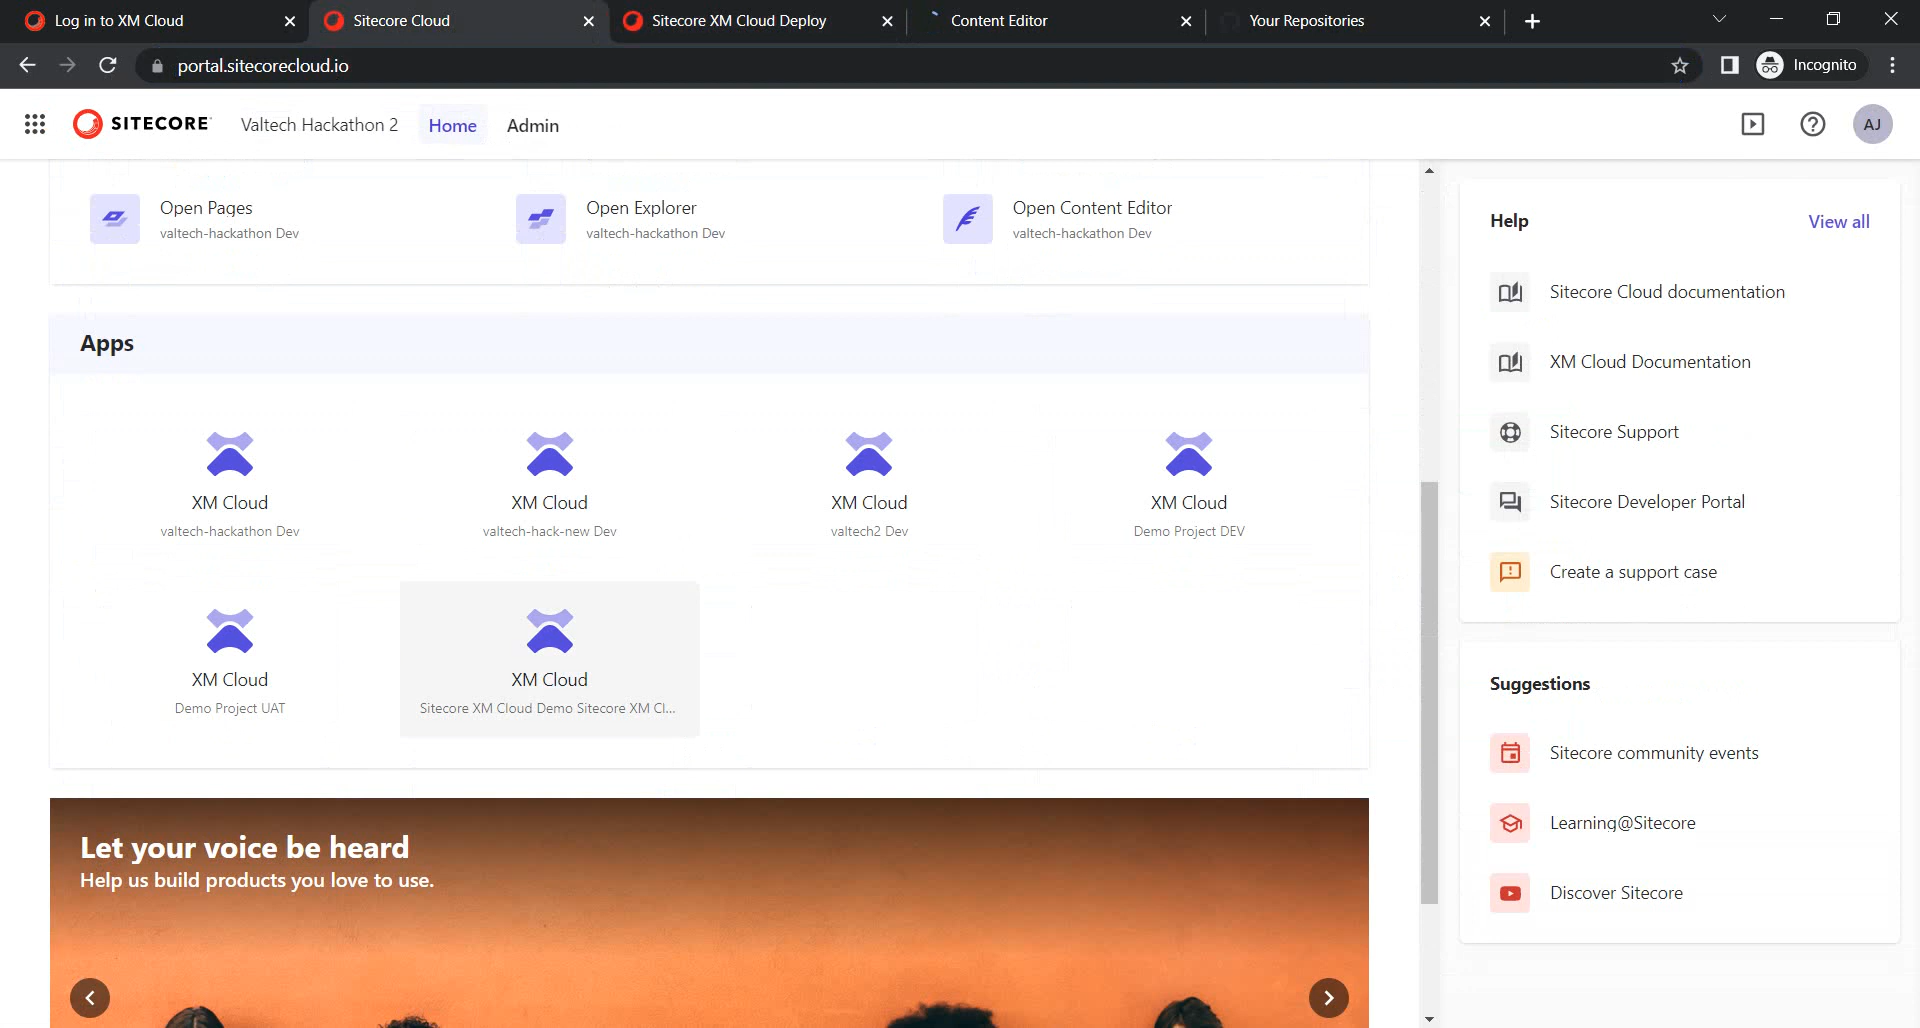 Log in to XM Cloud
Sitecore Cloud
Sitecore XM Cloud Deploy
Content Editor
Your Repositories
portal.sitecorecloud.io
Incognito
SITECORE
Valtech Hackathon 2
Home
Admin
AJ
Open Pages
valtech-hackathon Dev
Open Explorer
valtech-hackathon Dev
Open Content Editor
valtech-hackathon Dev
Apps
XM Cloud
valtech-hackathon Dev
XM Cloud
valtech-hack-new Dev
XM Cloud
valtech2 Dev
XM Cloud
Demo Project DEV
XM Cloud
Demo Project UAT
XM Cloud
Sitecore XM Cloud Demo Sitecore XM Cl...
Let your voice be heard
Help us build products you love to use.
Help
View all
Sitecore Cloud documentation
XM Cloud Documentation
Sitecore Support
Sitecore Developer Portal
Create a support case
Suggestions
Sitecore community events
Learning@Sitecore
Discover Sitecore